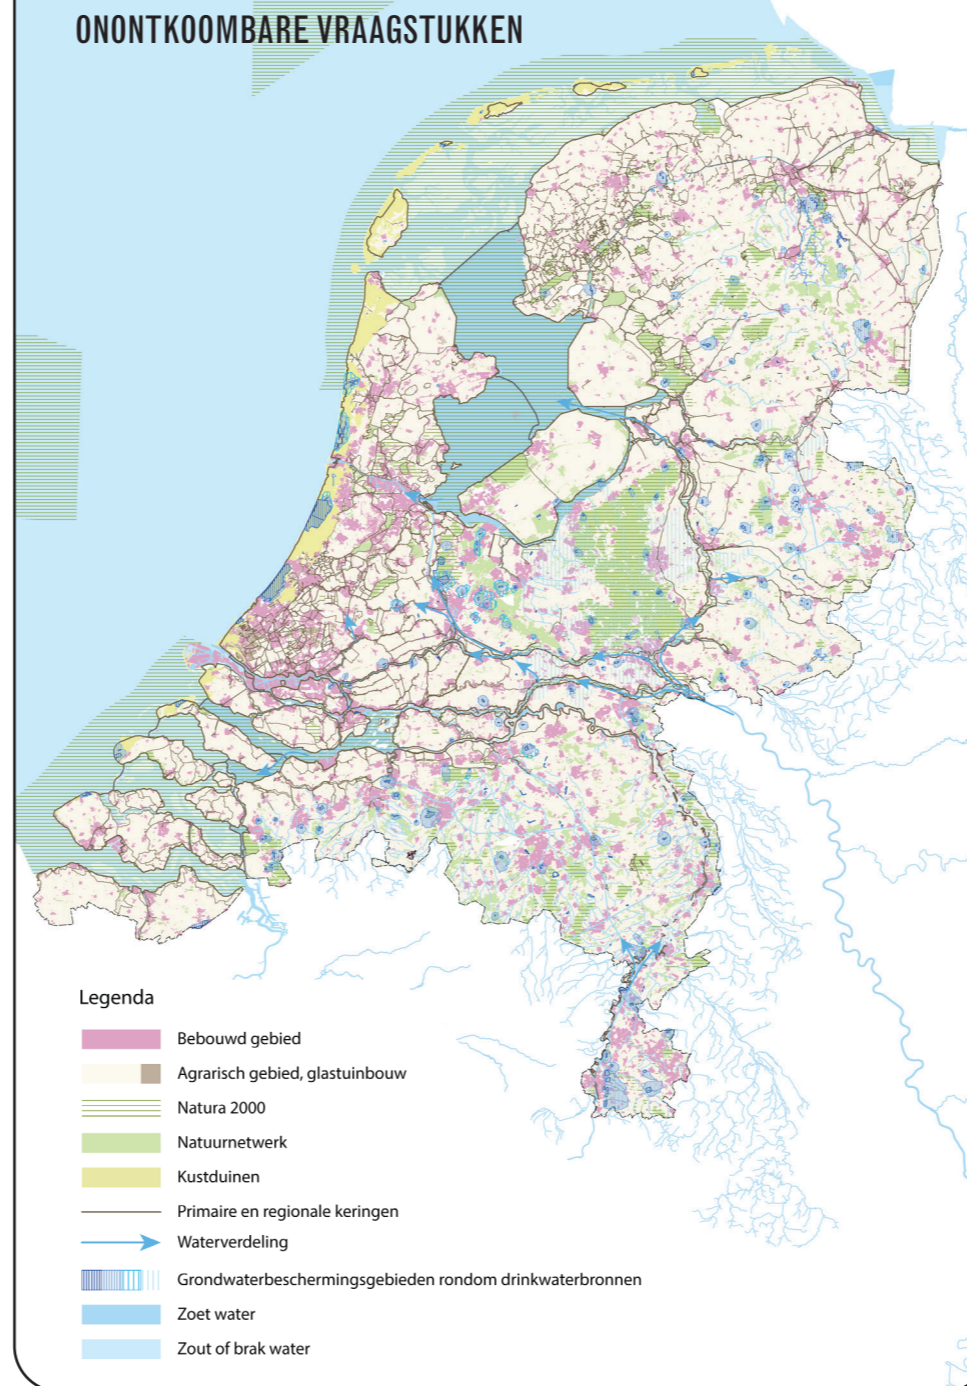 ONONTKOOMBARE VRAAGSTUKKEN
Legenda
Bebouwd gebied
Agrarisch gebied, glastuinbouw
Natura 2000
Natuurnetwerk
Kustduinen
Primaire en regionale keringen
Waterverdeling
Grondwaterbeschermingsgebieden rondom drinkwaterbronnen
Zoet water
Zout of brak water